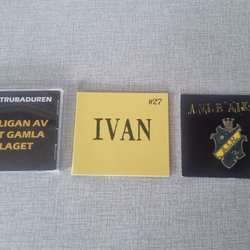 TRUBADUREN
LIGAN AV
T GAMLA
LAGET
#27
IVAN